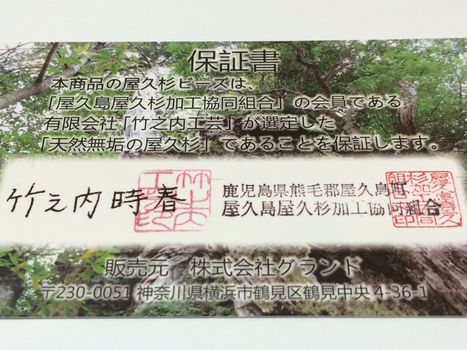 保証書
本商品の屋久杉ビーズは、
「屋久島屋久杉加工協同組合」の会員である
有限会社「竹之内工芸」が選定した
「天然無垢の屋久杉」であることを保証します。
竹之内時春
鹿児島県熊毛郡屋久島町
屋久島屋久杉加工協同組合
販売元　株式会社グランド
〒230-0051 神奈川県横浜市鶴見区鶴見中央4-36-1